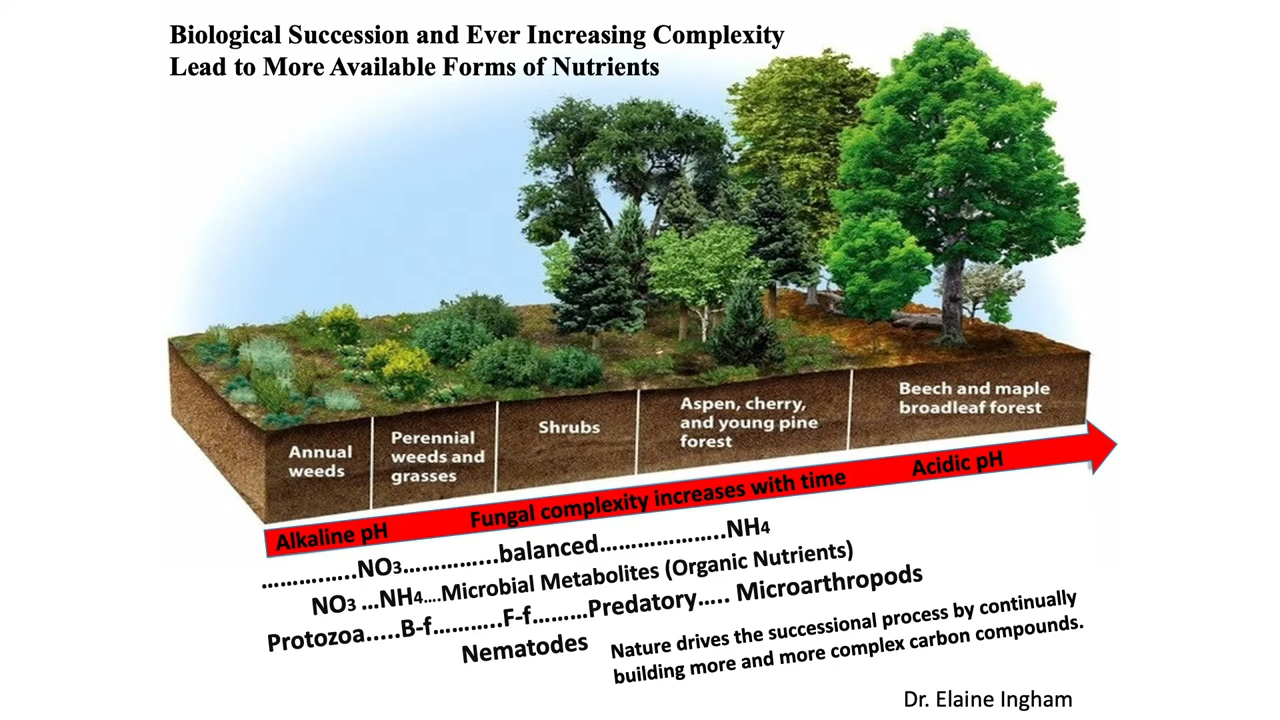 Biological Succession and Ever Increasing Complexity
Lead to More Available Forms of Nutrients
Annual
weeds
Perennial
weeds and
grasses
Shrubs
Aspen, cherry,
and young pine
forest
Beech and maple
broadleaf forest
Alkaline pH
Fungal complexity increases with time
Acidic pH
................NO3...............balanced.....................NH4
NO3 ...NH4....Microbial Metabolites (Organic Nutrients)
Protozoa.....B-f...........F-f.........Predatory..... Microarthropods
Nematodes
Nature drives the successional process by continually
building more and more complex carbon compounds.
Dr. Elaine Ingham